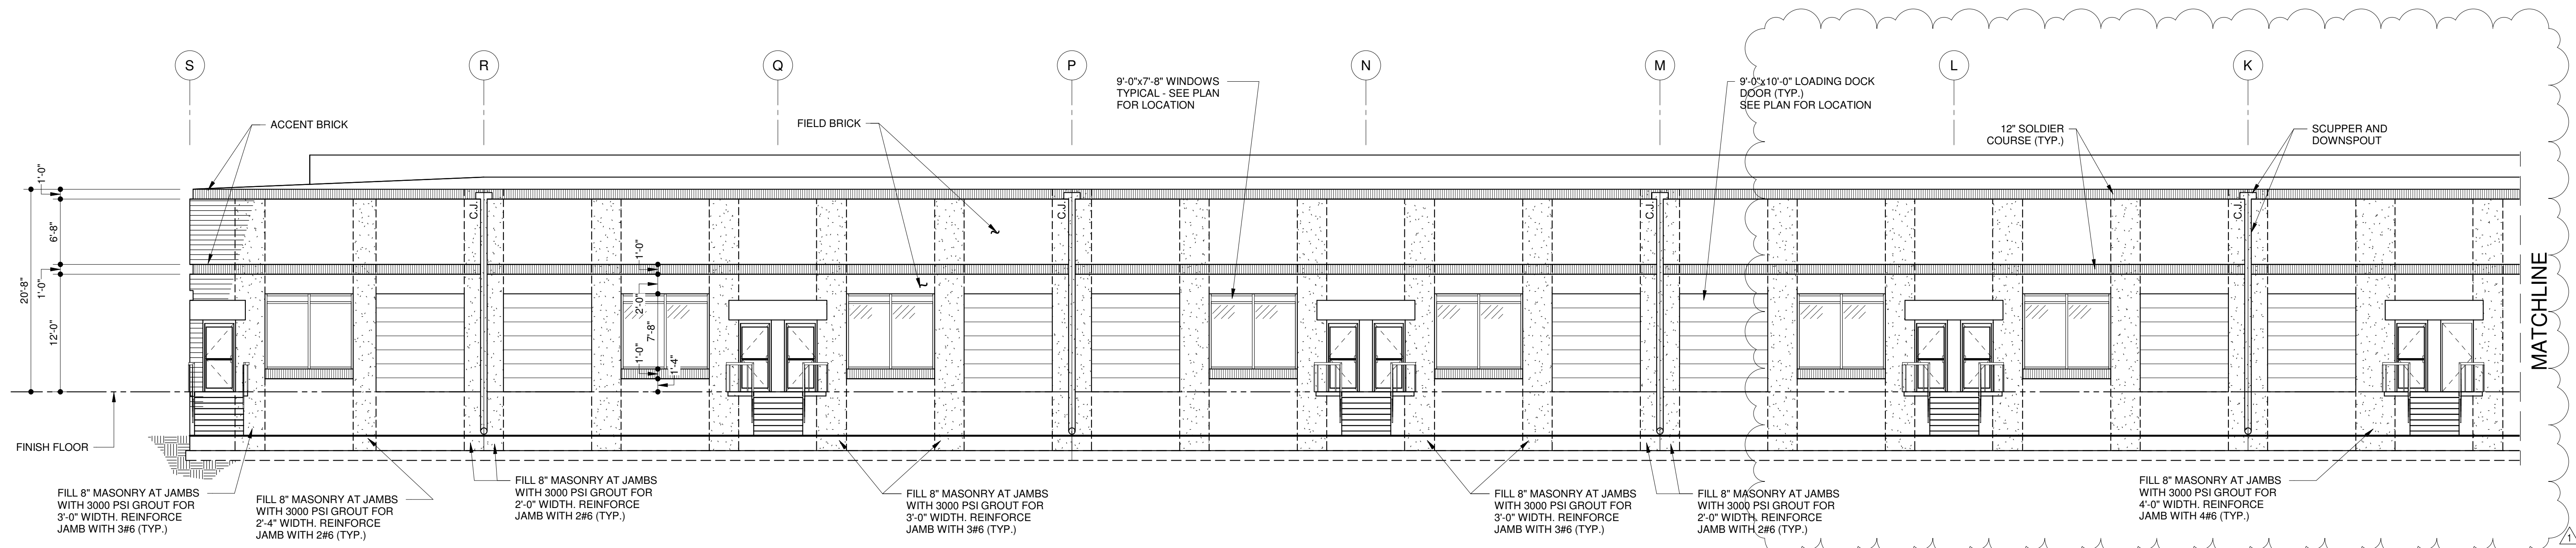 S
R
Q
P
N
M
L
K
9'-0"x7'-8" WINDOWS
TYPICAL - SEE PLAN
FOR LOCATION
9'-0"x10'-0" LOADING DOCK
DOOR (TYP.)
SEE PLAN FOR LOCATION
ACCENT BRICK
FIELD BRICK
12" SOLDIER
COURSE (TYP.)
SCUPPER AND
DOWNSPOUT
1'-0"
6'-8"
1'-0"
20'-8"
12'-0"
C.J.
C.J.
C.J.
C.J.
1'-0"
2'-0"
7'-8"
1'-0"
1'-4"
MATCHLINE
FINISH FLOOR
FILL 8" MASONRY AT JAMBS
WITH 3000 PSI GROUT FOR
3'-0" WIDTH. REINFORCE
JAMB WITH 3#6 (TYP.)
FILL 8" MASONRY AT JAMBS
WITH 3000 PSI GROUT FOR
2'-4" WIDTH. REINFORCE
JAMB WITH 2#6 (TYP.)
FILL 8" MASONRY AT JAMBS
WITH 3000 PSI GROUT FOR
2'-0" WIDTH. REINFORCE
JAMB WITH 2#6 (TYP.)
FILL 8" MASONRY AT JAMBS
WITH 3000 PSI GROUT FOR
3'-0" WIDTH. REINFORCE
JAMB WITH 3#6 (TYP.)
FILL 8" MASONRY AT JAMBS
WITH 3000 PSI GROUT FOR
3'-0" WIDTH. REINFORCE
JAMB WITH 3#6 (TYP.)
FILL 8" MASONRY AT JAMBS
WITH 3000 PSI GROUT FOR
2'-0" WIDTH. REINFORCE
JAMB WITH 2#6 (TYP.)
FILL 8" MASONRY AT JAMBS
WITH 3000 PSI GROUT FOR
4'-0" WIDTH. REINFORCE
JAMB WITH 4#6 (TYP.)